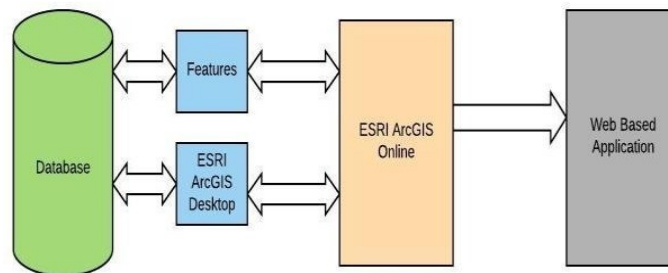 Database
Features
ESRI
ArcGIS
Desktop
ESRI ArcGIS
Online
Web Based
Application